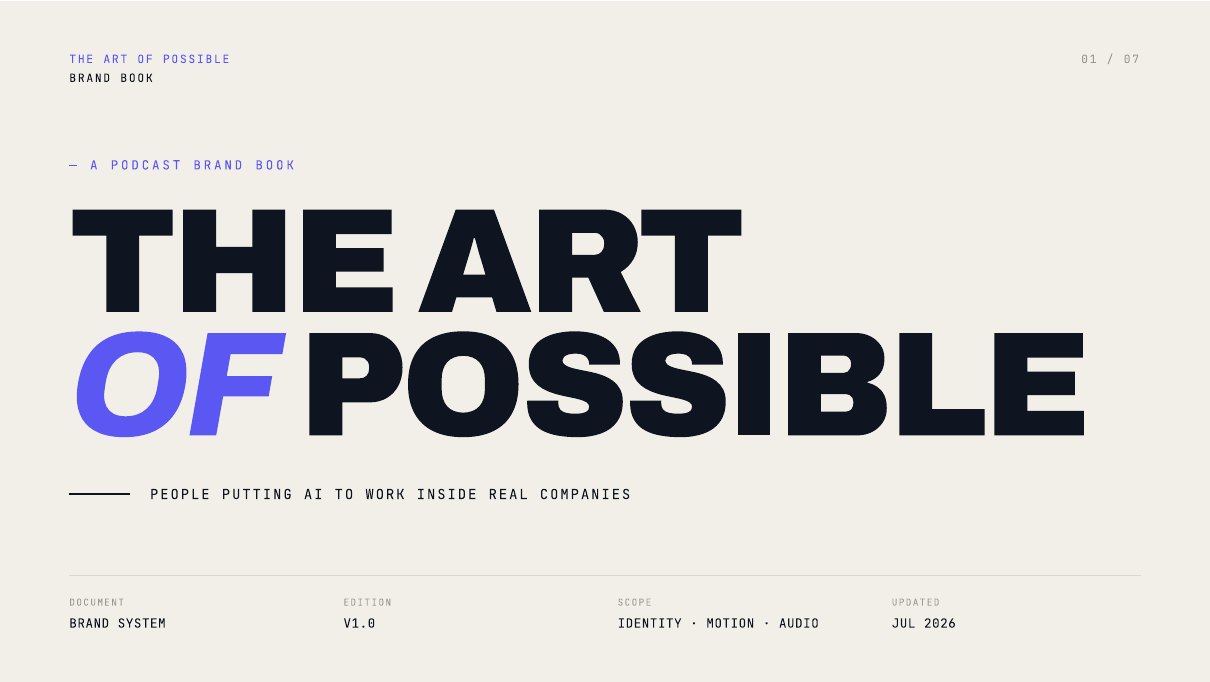 THE ART OF POSSIBLE
BRAND BOOK
01 / 07
— A PODCAST BRAND BOOK
THE ART
OF POSSIBLE
PEOPLE PUTTING AI TO WORK INSIDE REAL COMPANIES
DOCUMENT
BRAND SYSTEM
EDITION
V1.0
SCOPE
IDENTITY · MOTION · AUDIO
UPDATED
JUL 2026